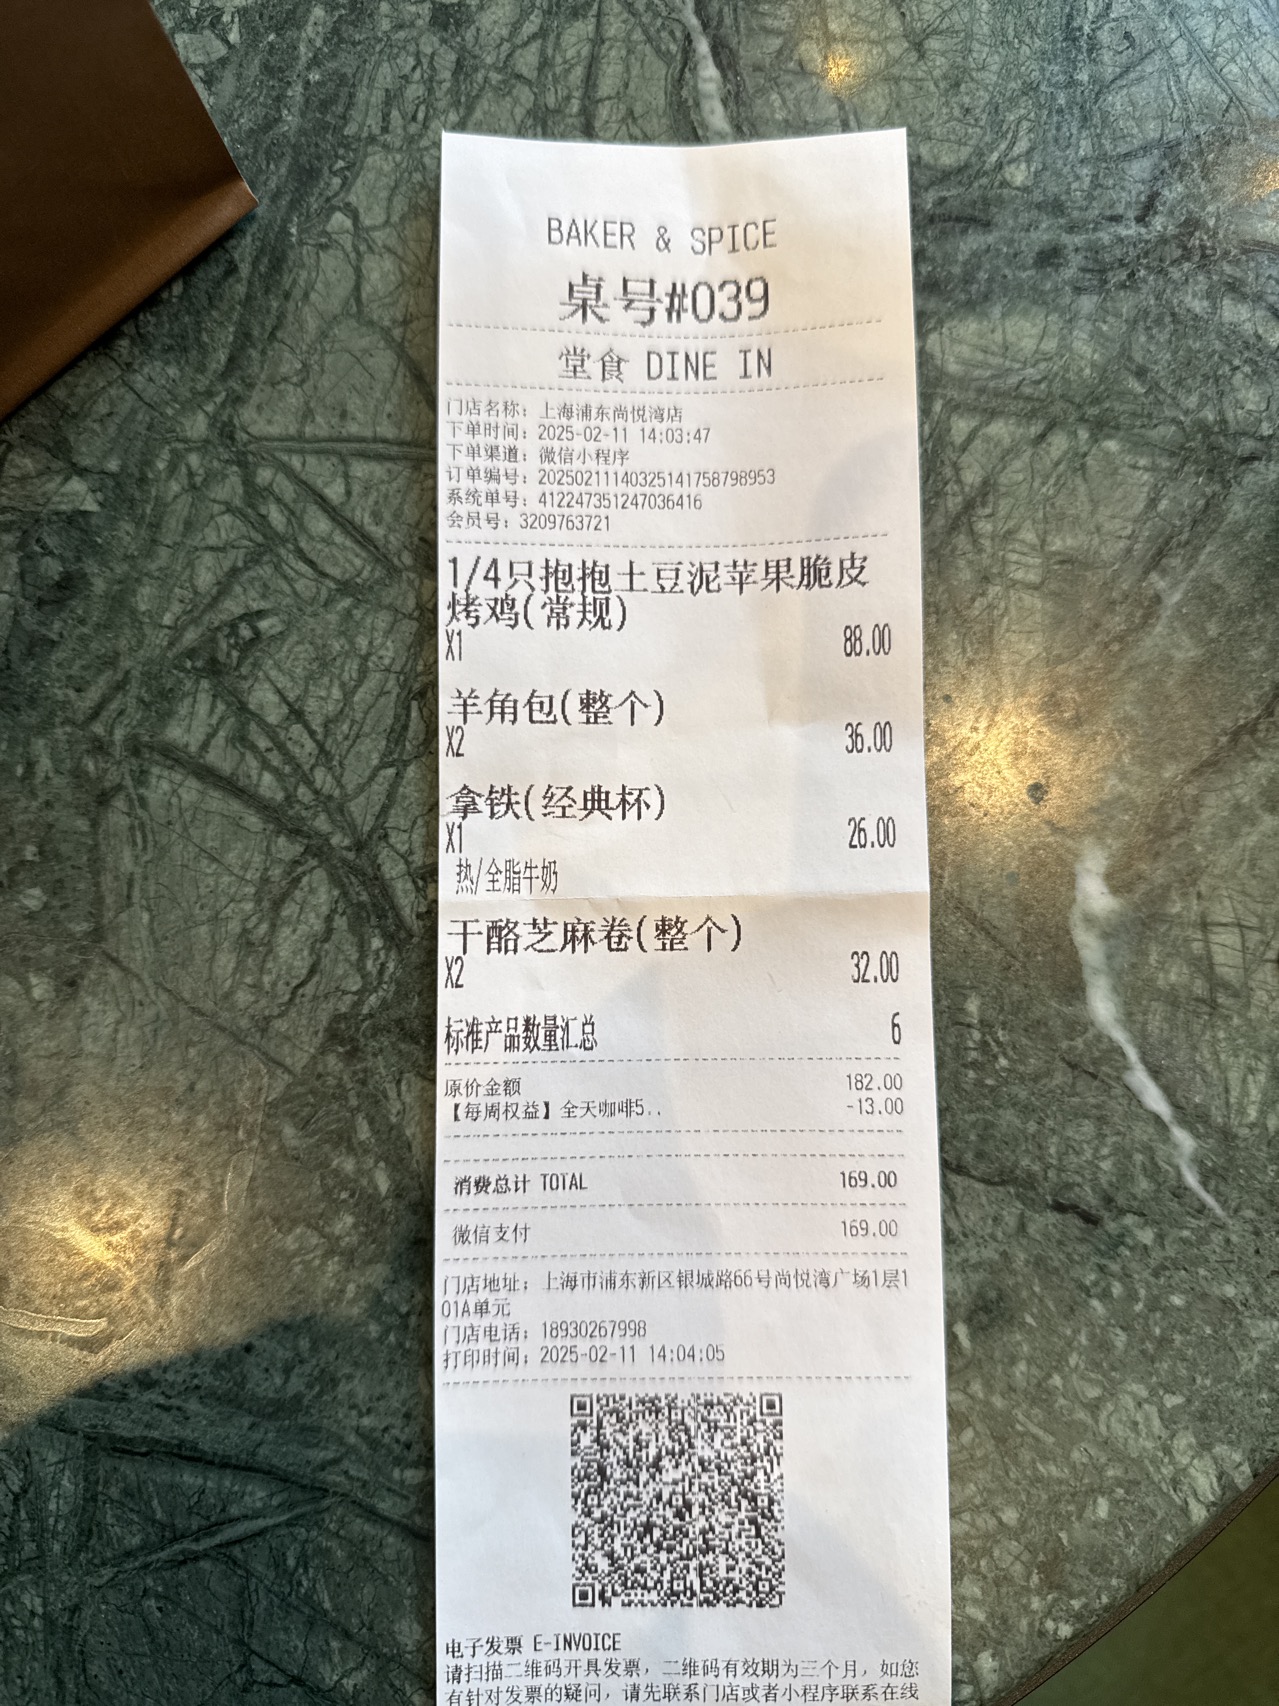 BAKER & SPICE
桌号#039
堂食 DINE IN
门店名称：上海浦东尚悦湾店
下单时间：2025-02-11 14:03:47
下单渠道：微信小程序
订单编号：20250211140325141758798953
系统单号：412247351247036416
会员号：3209763721
1/4只抱抱土豆泥苹果脆皮
烤鸡(常规)
X1 88.00
羊角包(整个)
X2 36.00
拿铁(经典杯)
X1 26.00
热/全脂牛奶
干酪芝麻卷(整个)
X2 32.00
标准产品数量汇总 6
原价金额 182.00
【每周权益】全天咖啡5.. -13.00
消费总计 TOTAL 169.00
微信支付 169.00
门店地址：上海市浦东新区银城路66号尚悦湾广场1层1
01A单元
门店电话：18930267998
打印时间：2025-02-11 14:04:05
电子发票 E-INVOICE
请扫描二维码开具发票，二维码有效期为三个月，如您
有针对发票的疑问，请先联系门店或者小程序联系在线